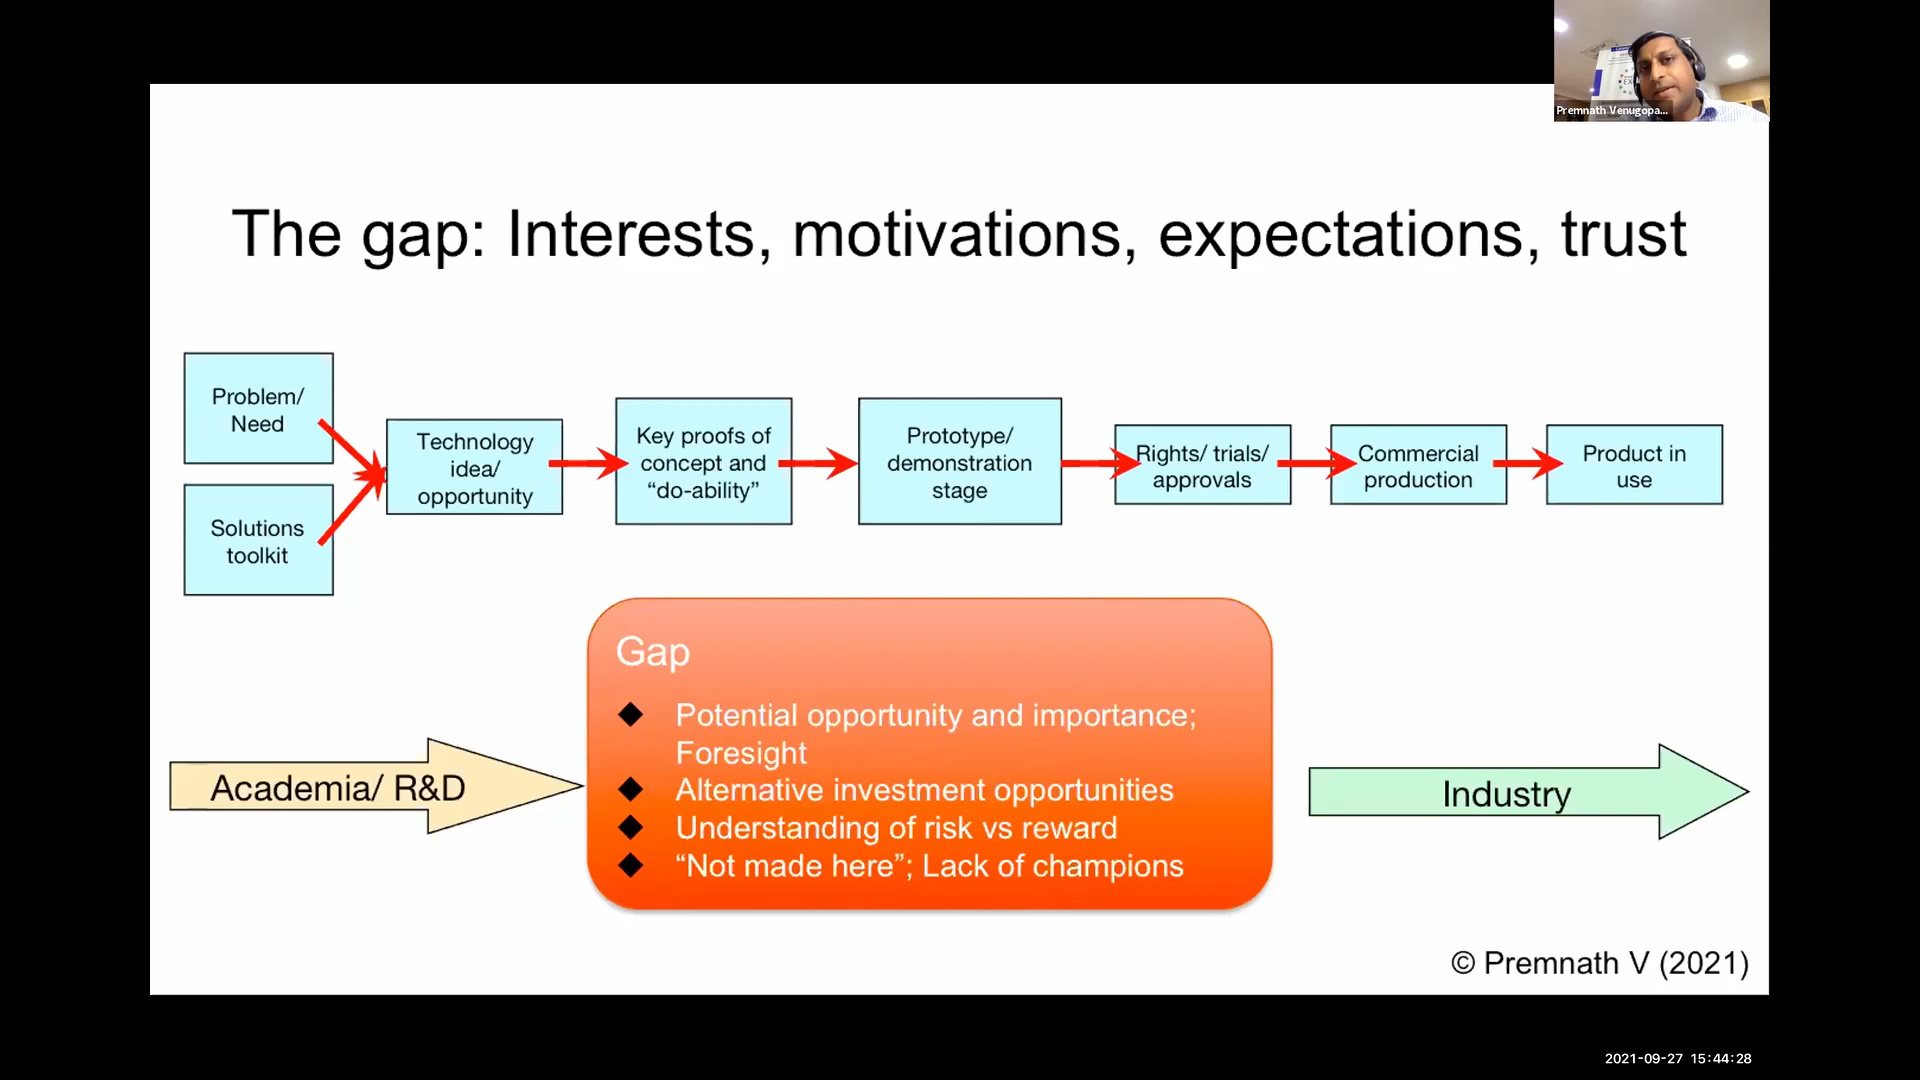 Premnath Venugopa...
The gap: Interests, motivations, expectations, trust
Problem/
Need
Solutions
toolkit
Technology
idea/
opportunity
Key proofs of
concept and
“do-ability”
Prototype/
demonstration
stage
Rights/ trials/
approvals
Commercial
production
Product in
use
Gap
Potential opportunity and importance;
Foresight
Alternative investment opportunities
Understanding of risk vs reward
“Not made here”; Lack of champions
Academia/ R&D
Industry
© Premnath V (2021)
2021-09-27 15:44:28